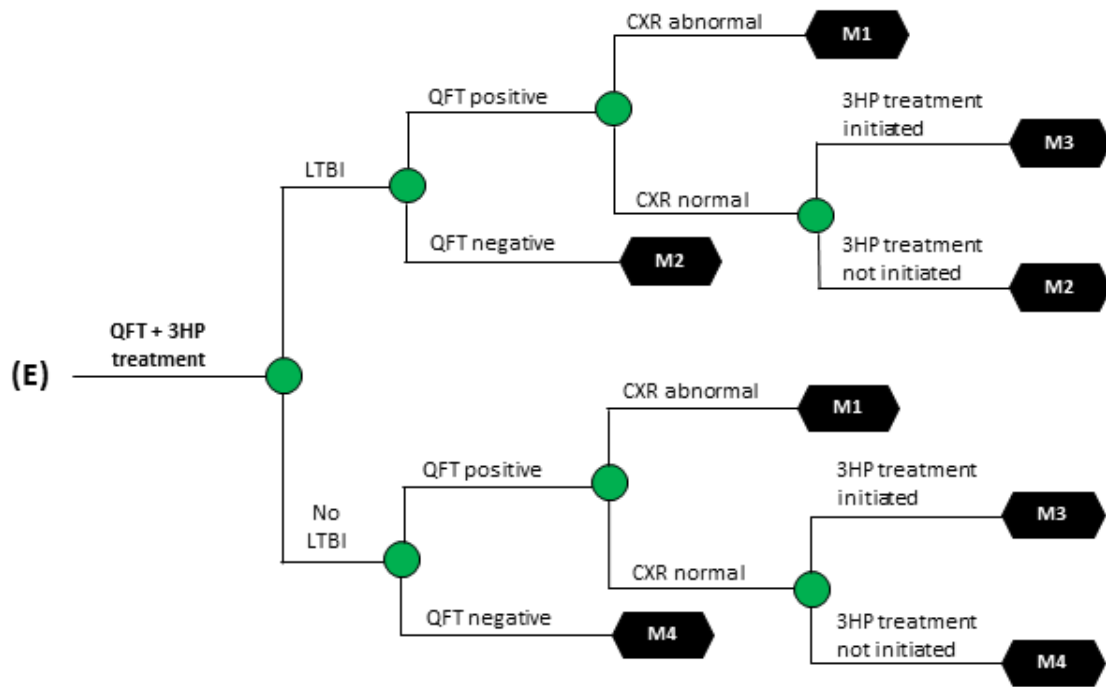 CXR abnormal
M1
QFT positive
3HP treatment
initiated
M3
LTBI
CXR normal
QFT negative
M2
3HP treatment
not initiated
M2
QFT + 3HP
treatment
(E)
CXR abnormal
M1
QFT positive
3HP treatment
initiated
M3
No
LTBI
CXR normal
QFT negative
M4
3HP treatment
not initiated
M4